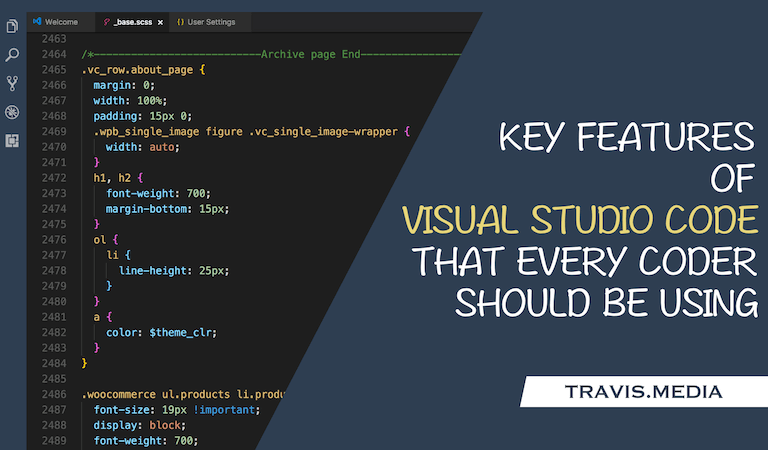 Welcome
_base.scss ×
{} User Settings
2463
2464 /*---------------------------Archive page End---------------------
2465 .vc_row.about_page {
2466 margin: 0;
2467 width: 100%;
2468 padding: 15px 0;
2469 .wpb_single_image figure .vc_single_image-wrapper {
2470 width: auto;
2471 }
2472 h1, h2 {
2473 font-weight: 700;
2474 margin-bottom: 15px;
2475 }
2476 ol {
2477 li {
2478 line-height: 25px;
2479 }
2480 }
2481 a {
2482 color: $theme_clr;
2483 }
2484 }
2485
2486 .woocommerce ul.products li.produ
2487 font-size: 19px !important;
2488 display: block;
2489 font-weight: 700;
KEY FEATURES
OF
VISUAL STUDIO CODE
THAT EVERY CODER
SHOULD BE USING
TRAVIS.MEDIA